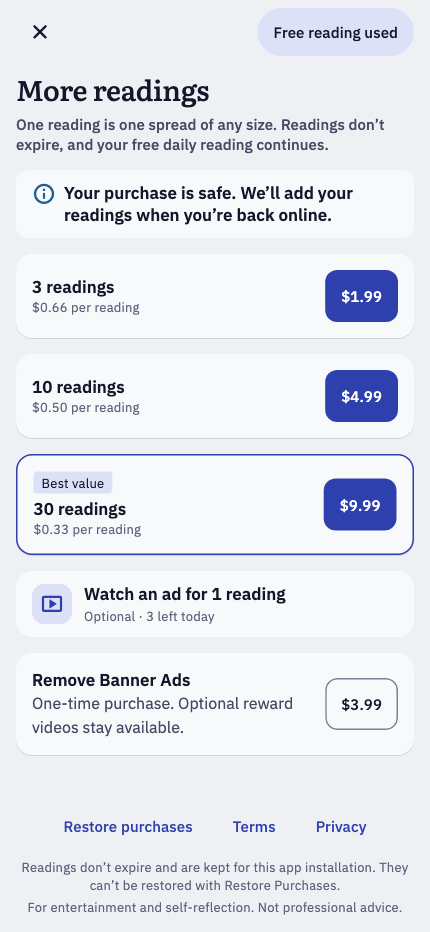 Free reading used
More readings
One reading is one spread of any size. Readings don’t
expire, and your free daily reading continues.
Your purchase is safe. We’ll add your
readings when you’re back online.
3 readings
$0.66 per reading
$1.99
10 readings
$0.50 per reading
$4.99
Best value
30 readings
$0.33 per reading
$9.99
Watch an ad for 1 reading
Optional · 3 left today
Remove Banner Ads
One-time purchase. Optional reward
videos stay available.
$3.99
Restore purchases
Terms
Privacy
Readings don’t expire and are kept for this app installation. They
can’t be restored with Restore Purchases.
For entertainment and self-reflection. Not professional advice.